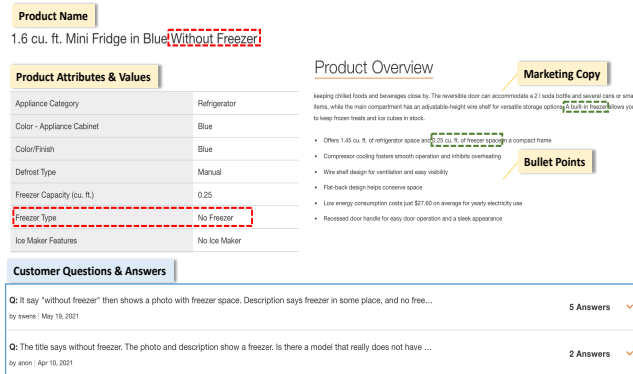 Product Name
1.6 cu. ft. Mini Fridge in Blue Without Freezer
Product Attributes & Values
Appliance Category Refrigerator
Color - Appliance Cabinet Blue
Color/Finish Blue
Defrost Type Manual
Freezer Capacity (cu. ft.) 0.25
Freezer Type No Freezer
Ice Maker Features No Ice Maker
Product Overview
Marketing Copy
keeping chilled foods and beverages close by. The reversible door can accommodate a 2 l soda bottle and several cans or sma
items, while the main compartment has an adjustable-height wire shelf for versatile storage options. A built-in freezer allows you
to keep frozen treats and ice cubes in stock.
• Offers 1.45 cu. ft. of refrigerator space and 0.25 cu. ft. of freezer space in a compact frame
• Compressor cooling fosters smooth operation and inhibits overheating
Bullet Points
• Wire shelf design for ventilation and easy visibility
• Flat-back design helps conserve space
• Low energy consumption costs just $27.60 on average for yearly electricity use
• Recessed door handle for easy door operation and a sleek appearance
Customer Questions & Answers
Q: It say "without freezer" then shows a photo with freezer space. Description says freezer in some place, and no free...
5 Answers
by swens | May 19, 2021
Q: The title says without freezer. The photo and description show a freezer. Is there a model that really does not have ...
2 Answers
by anon | Apr 10, 2021